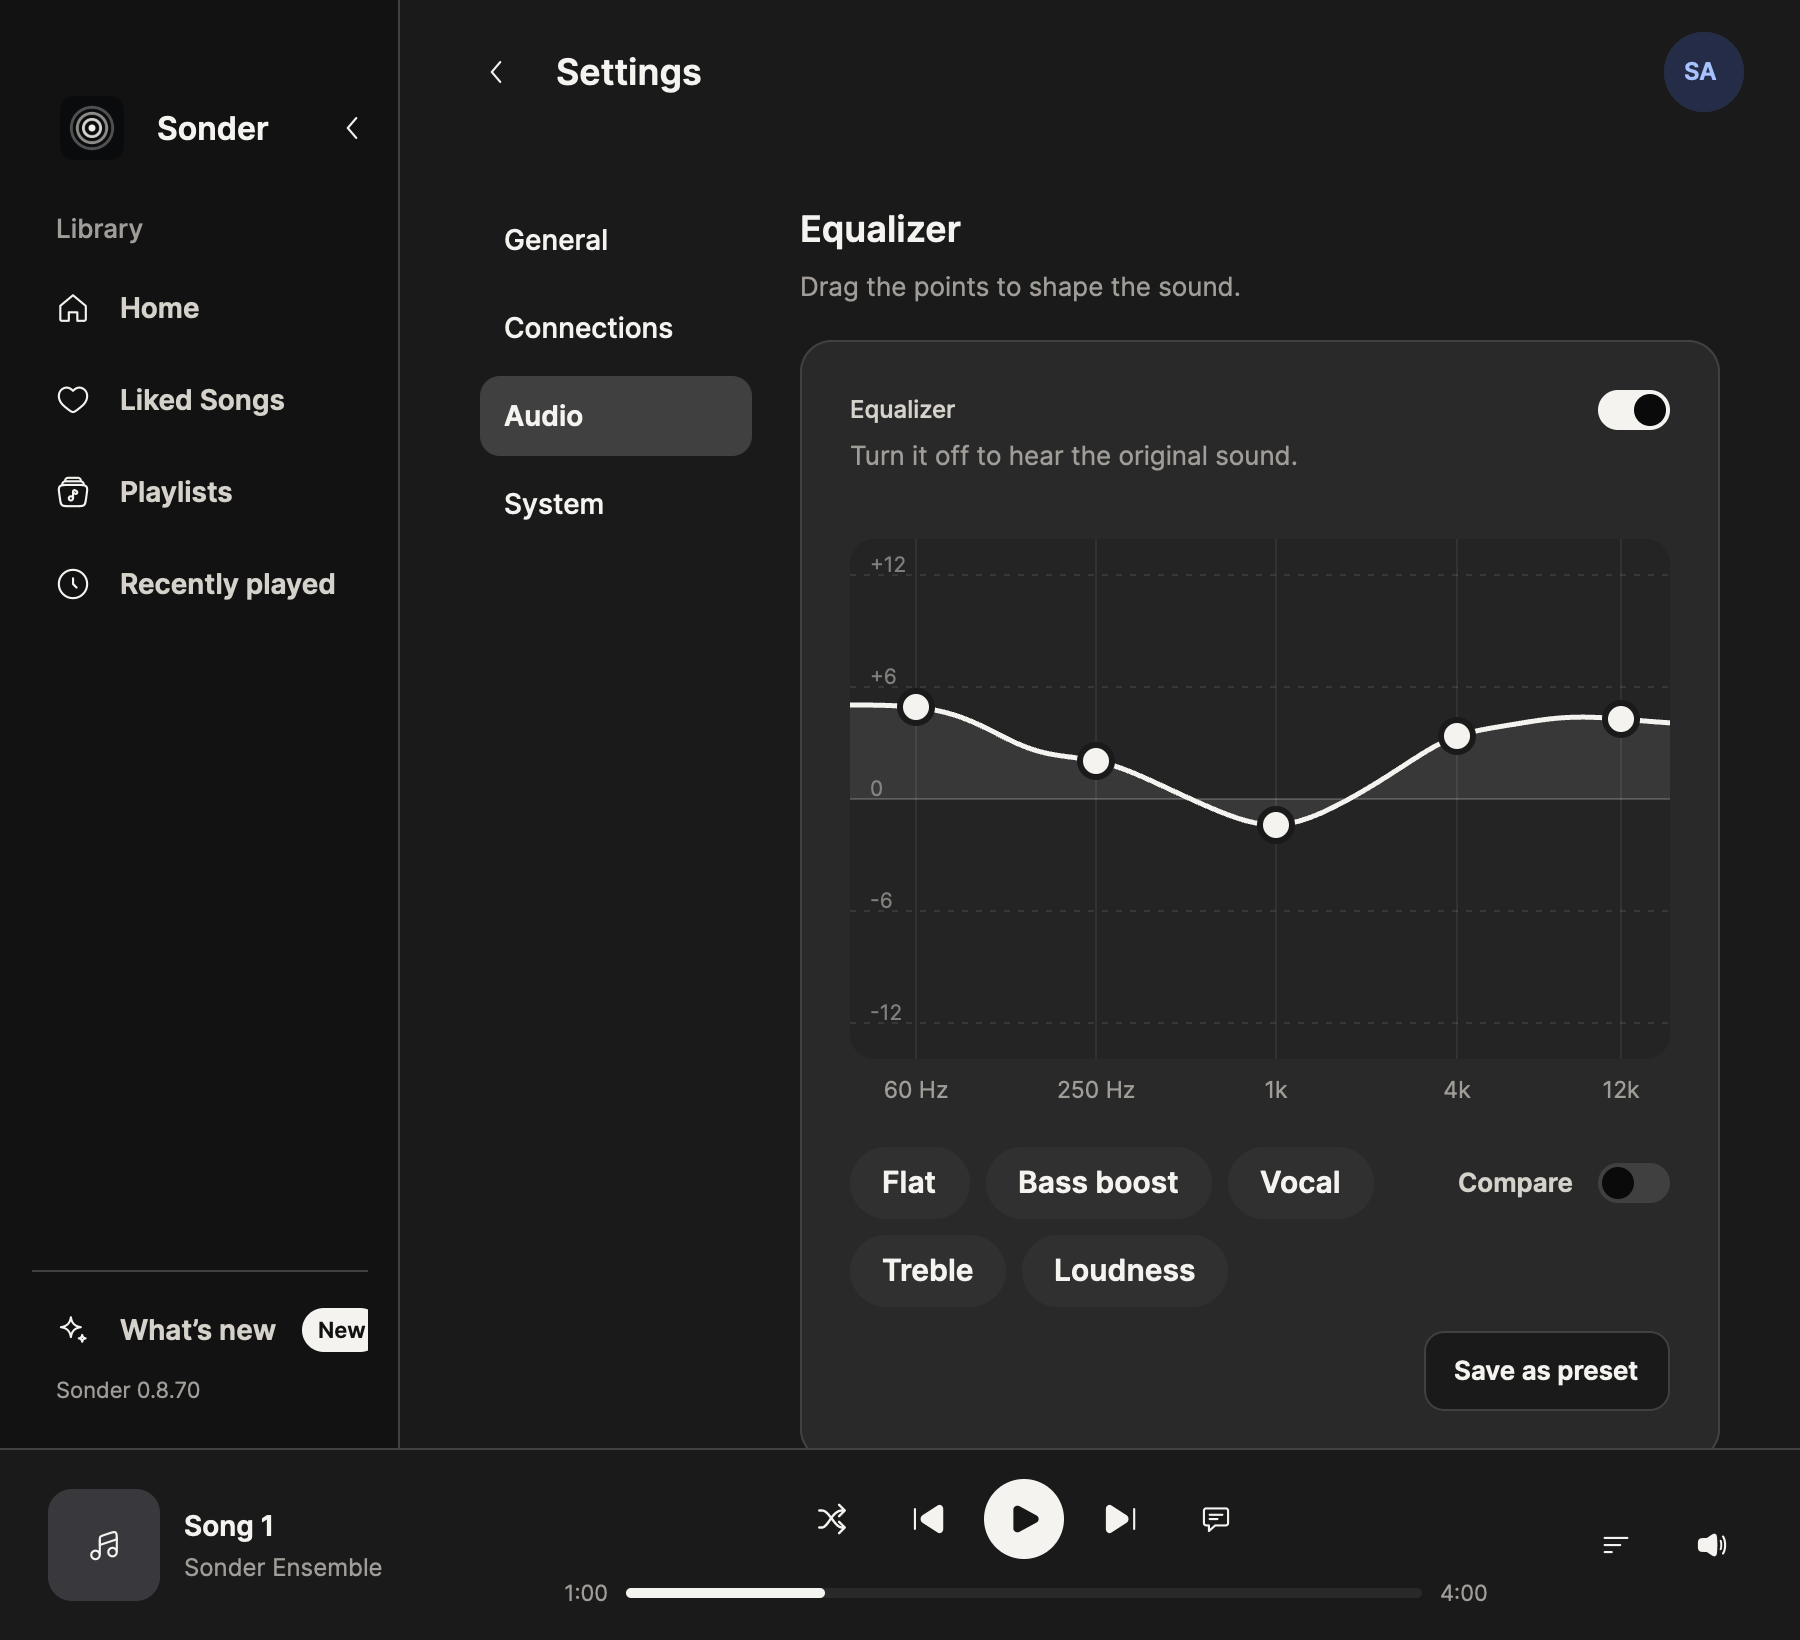 Sonder
Library
Home
Liked Songs
Playlists
Recently played
What’s new
New
Sonder 0.8.70
Settings
SA
General
Connections
Audio
System
Equalizer
Drag the points to shape the sound.
Equalizer
Turn it off to hear the original sound.
+12
+6
0
-6
-12
60 Hz 250 Hz 1k 4k 12k
Flat Bass boost Vocal Compare
Treble Loudness
Save as preset
Song 1
Sonder Ensemble
1:00 4:00